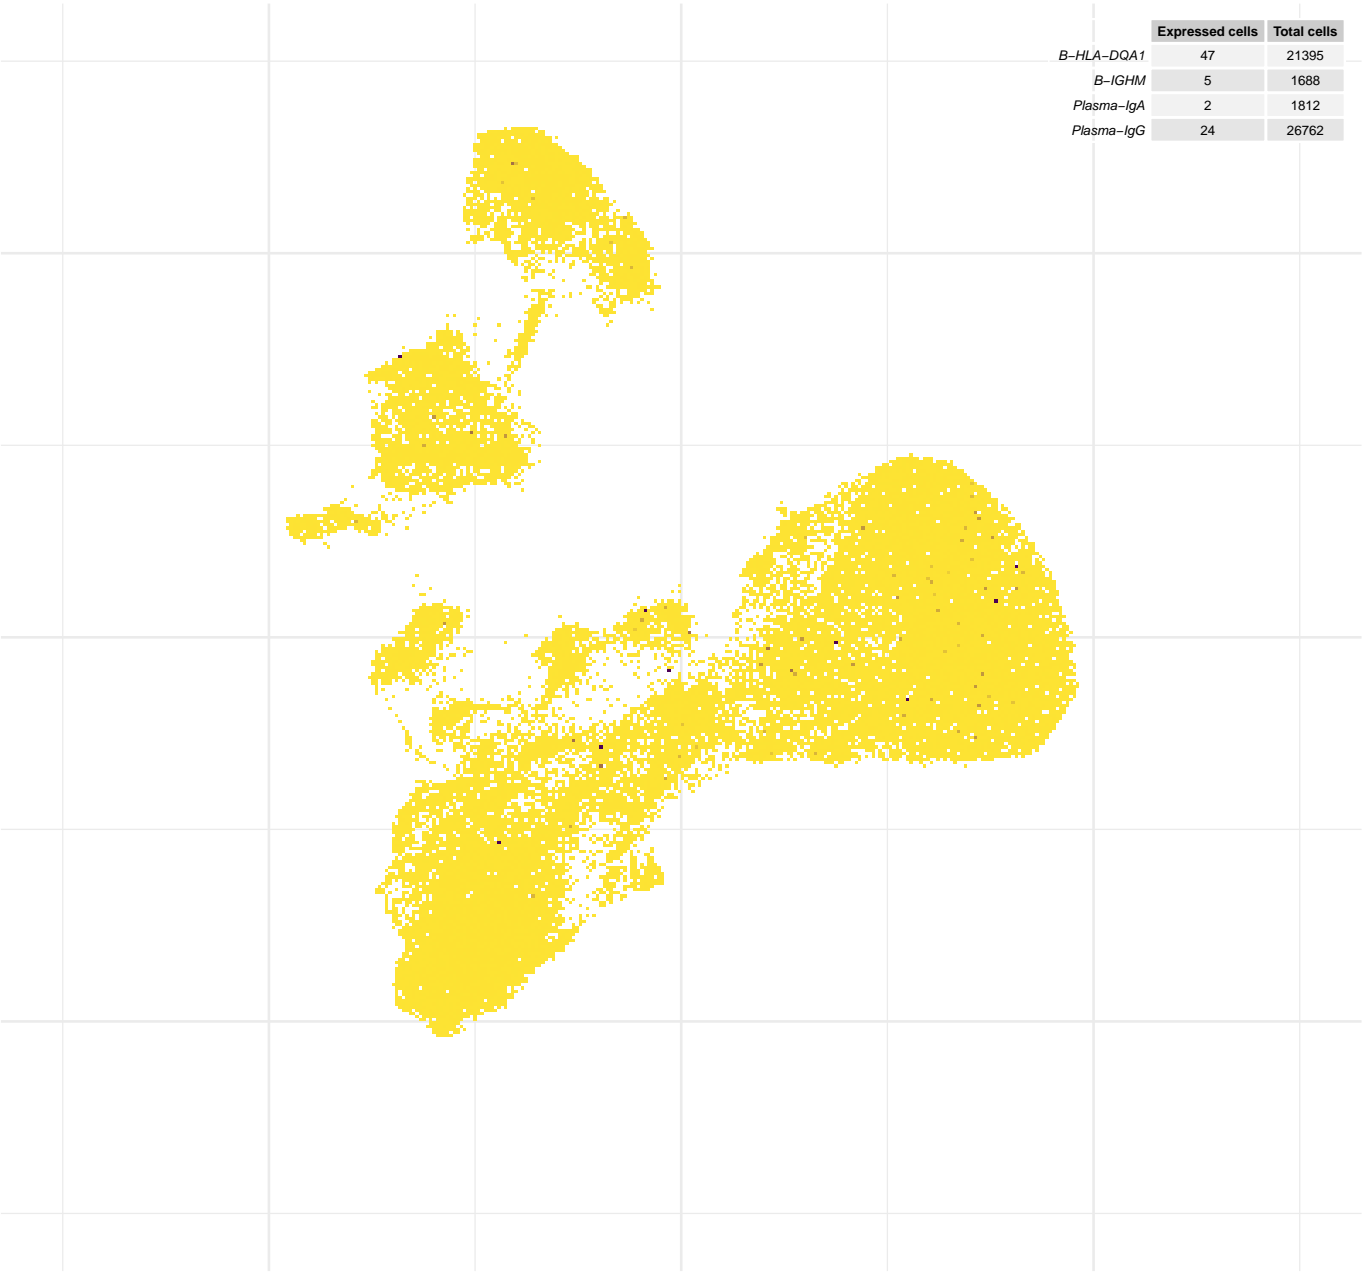 Expressed cells Total cells
B−HLA−DQA1 47 21395
B−IGHM 5 1688
Plasma−IgA 2 1812
Plasma−IgG 24 26762